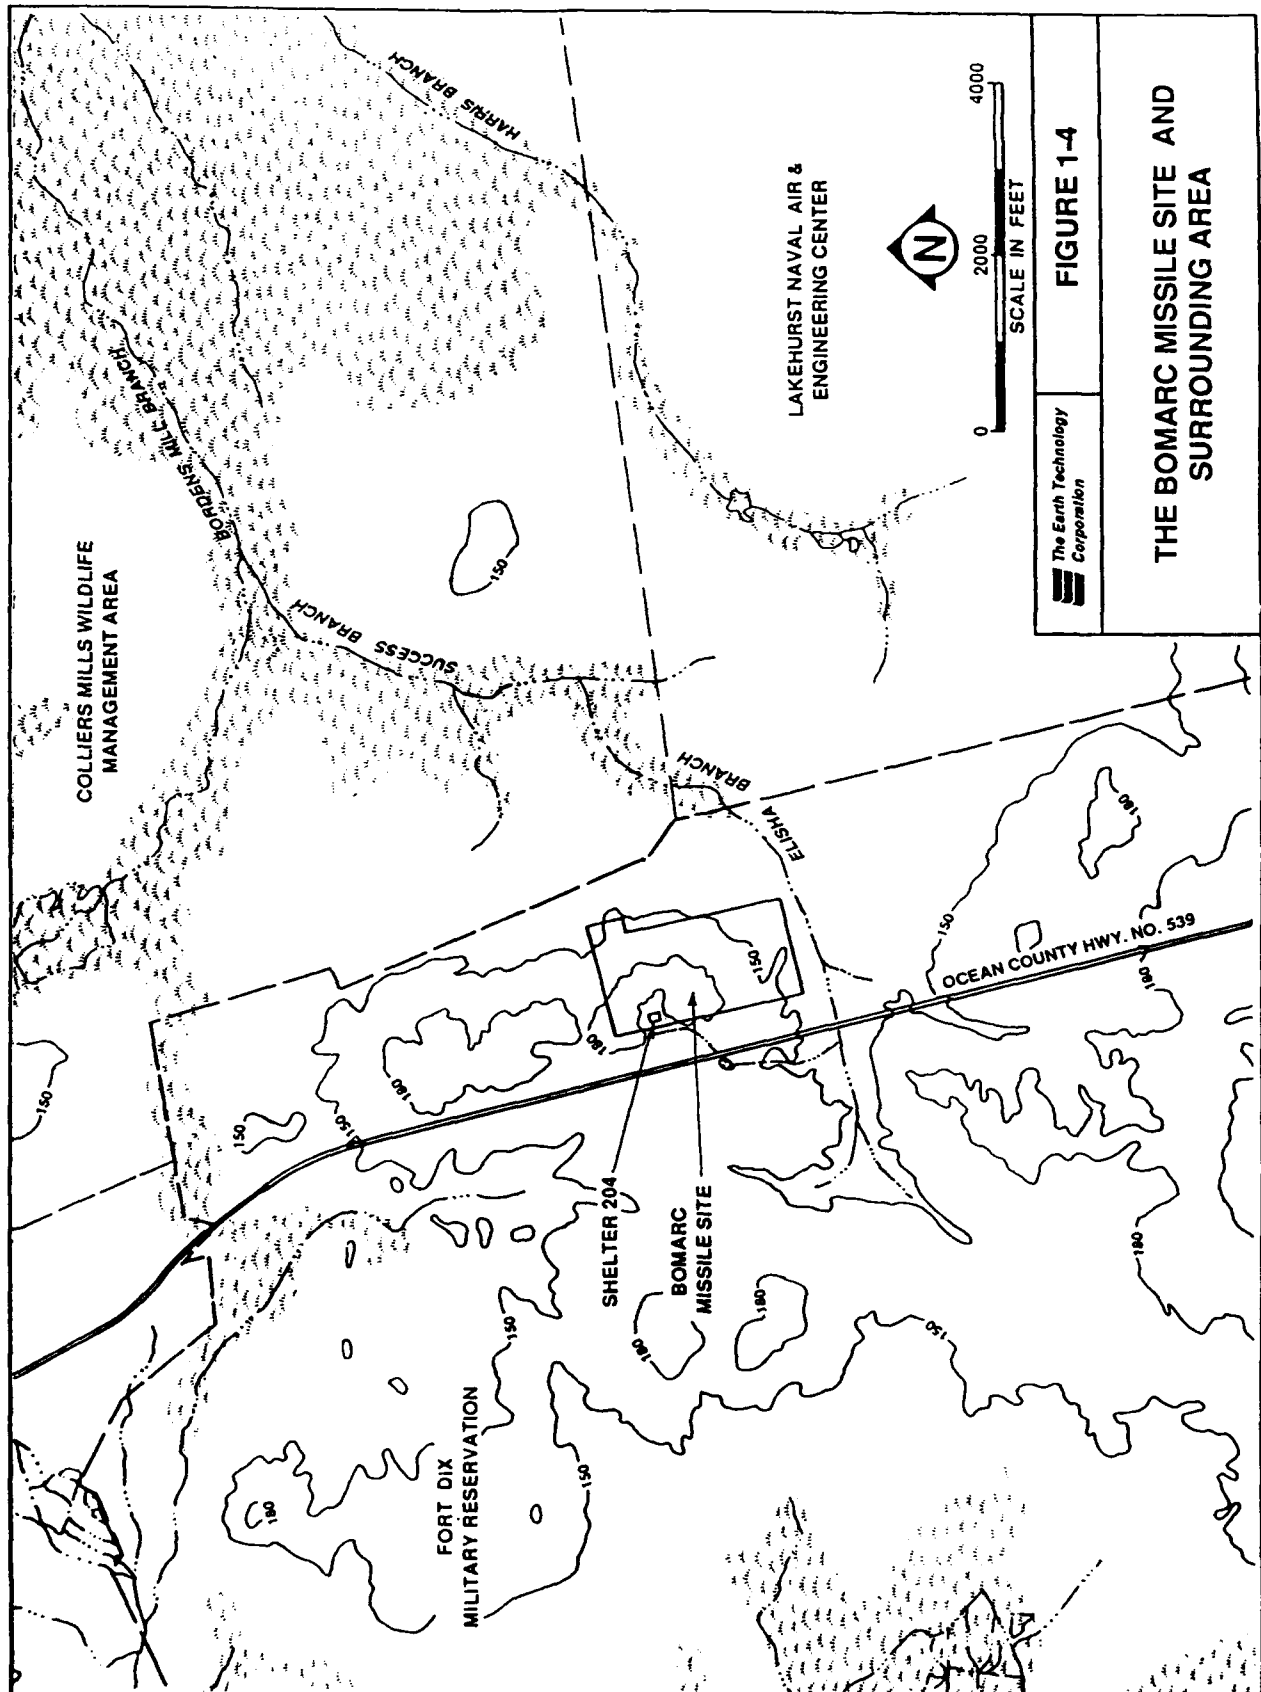 COLLIERS MILLS WILDLIFE
MANAGEMENT AREA
BORDENS MILL BRANCH
HARRIS BRANCH
SUCCESS BRANCH
150
150
150
150
FORT DIX
MILITARY RESERVATION
180
180
150
150
SHELTER 204
BOMARC
MISSILE SITE
180
180
180
150
ELISHA
BRANCH
150
OCEAN COUNTY HWY. NO. 539
150
180
180
180
LAKEHURST NAVAL AIR &
ENGINEERING CENTER
N
0
2000
4000
SCALE IN FEET
The Earth Technology
Corporation
FIGURE 1-4
THE BOMARC MISSILE SITE AND
SURROUNDING AREA